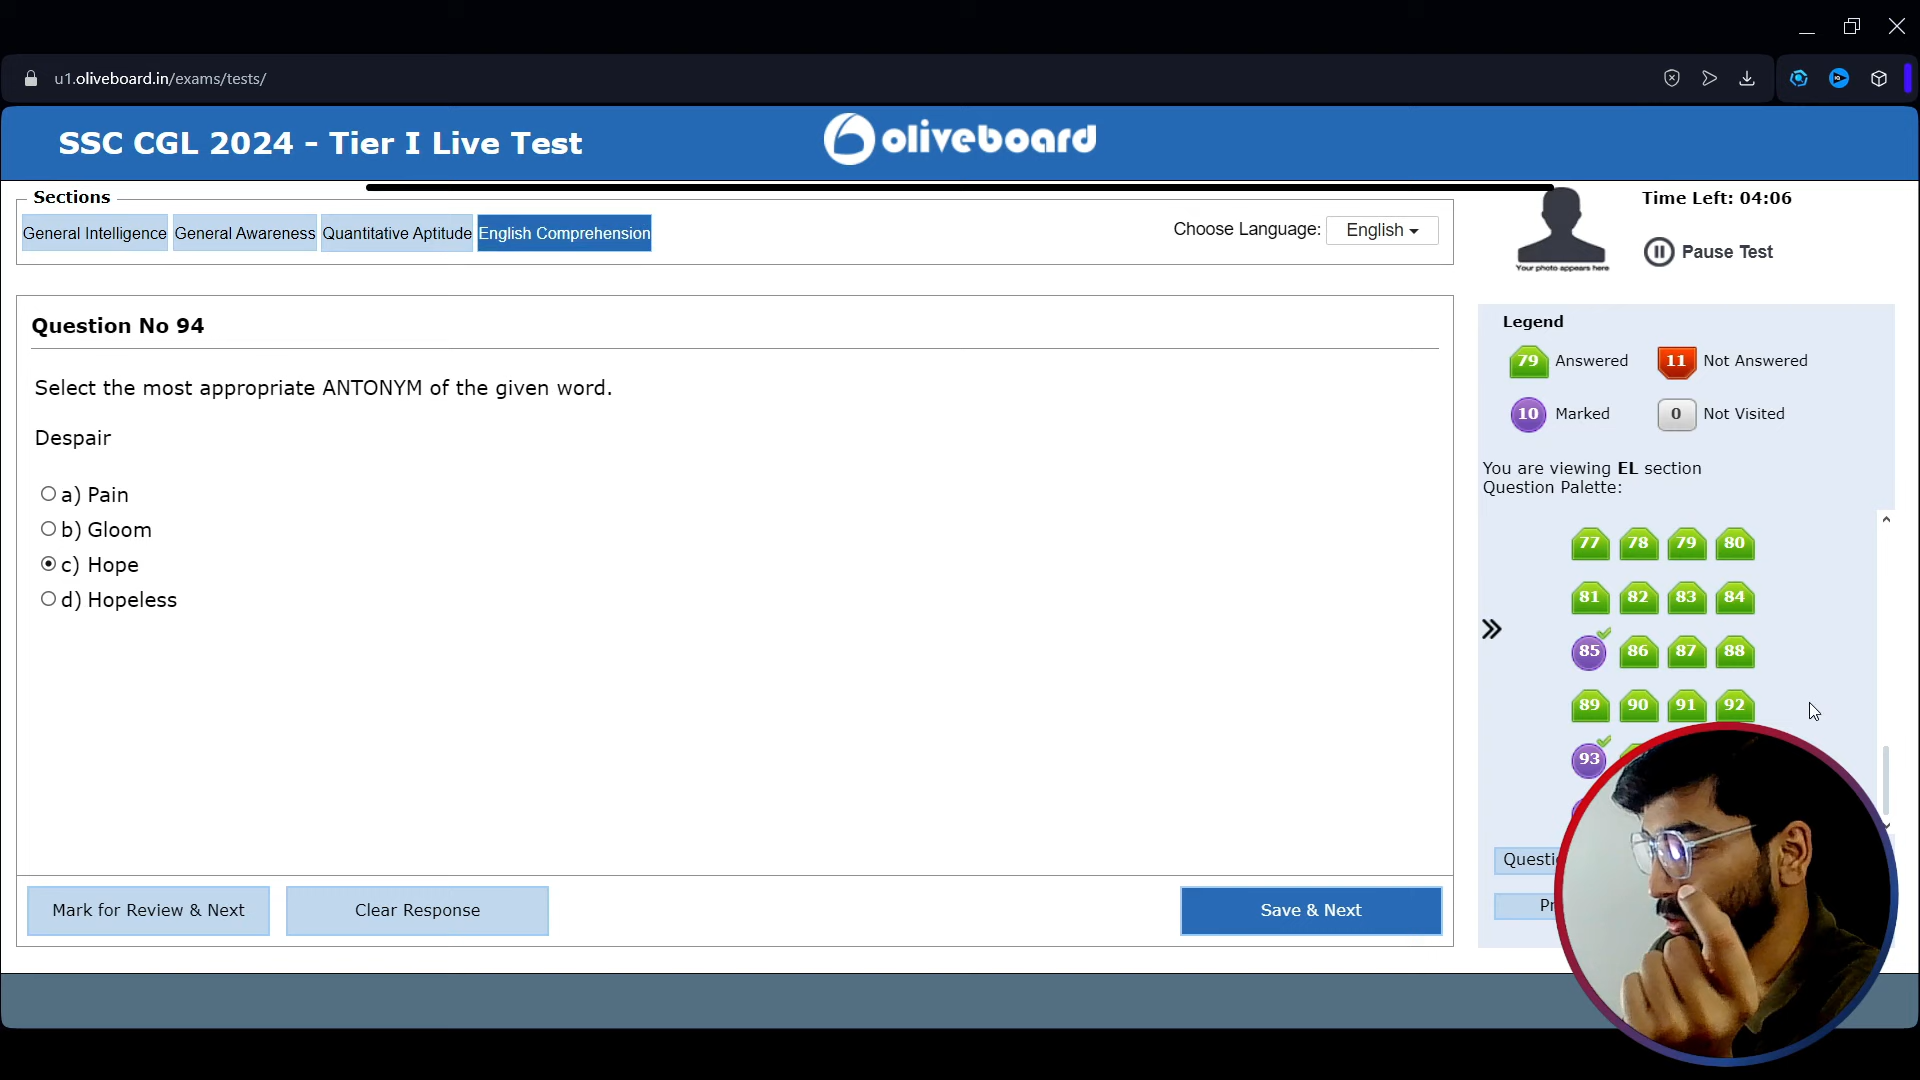 u1.oliveboard.in/exams/tests/
SSC CGL 2024 - Tier I Live Test
oliveboard
Sections
General Intelligence General Awareness Quantitative Aptitude English Comprehension
Choose Language: English
Your photo appears here
Time Left: 04:06
Pause Test
Question No 94
Select the most appropriate ANTONYM of the given word.
Despair
a) Pain
b) Gloom
c) Hope
d) Hopeless
Mark for Review & Next
Clear Response
Save & Next
Legend
79 Answered 11 Not Answered
10 Marked 0 Not Visited
You are viewing EL section
Question Palette:
77 78 79 80
81 82 83 84
85 86 87 88
89 90 91 92
93